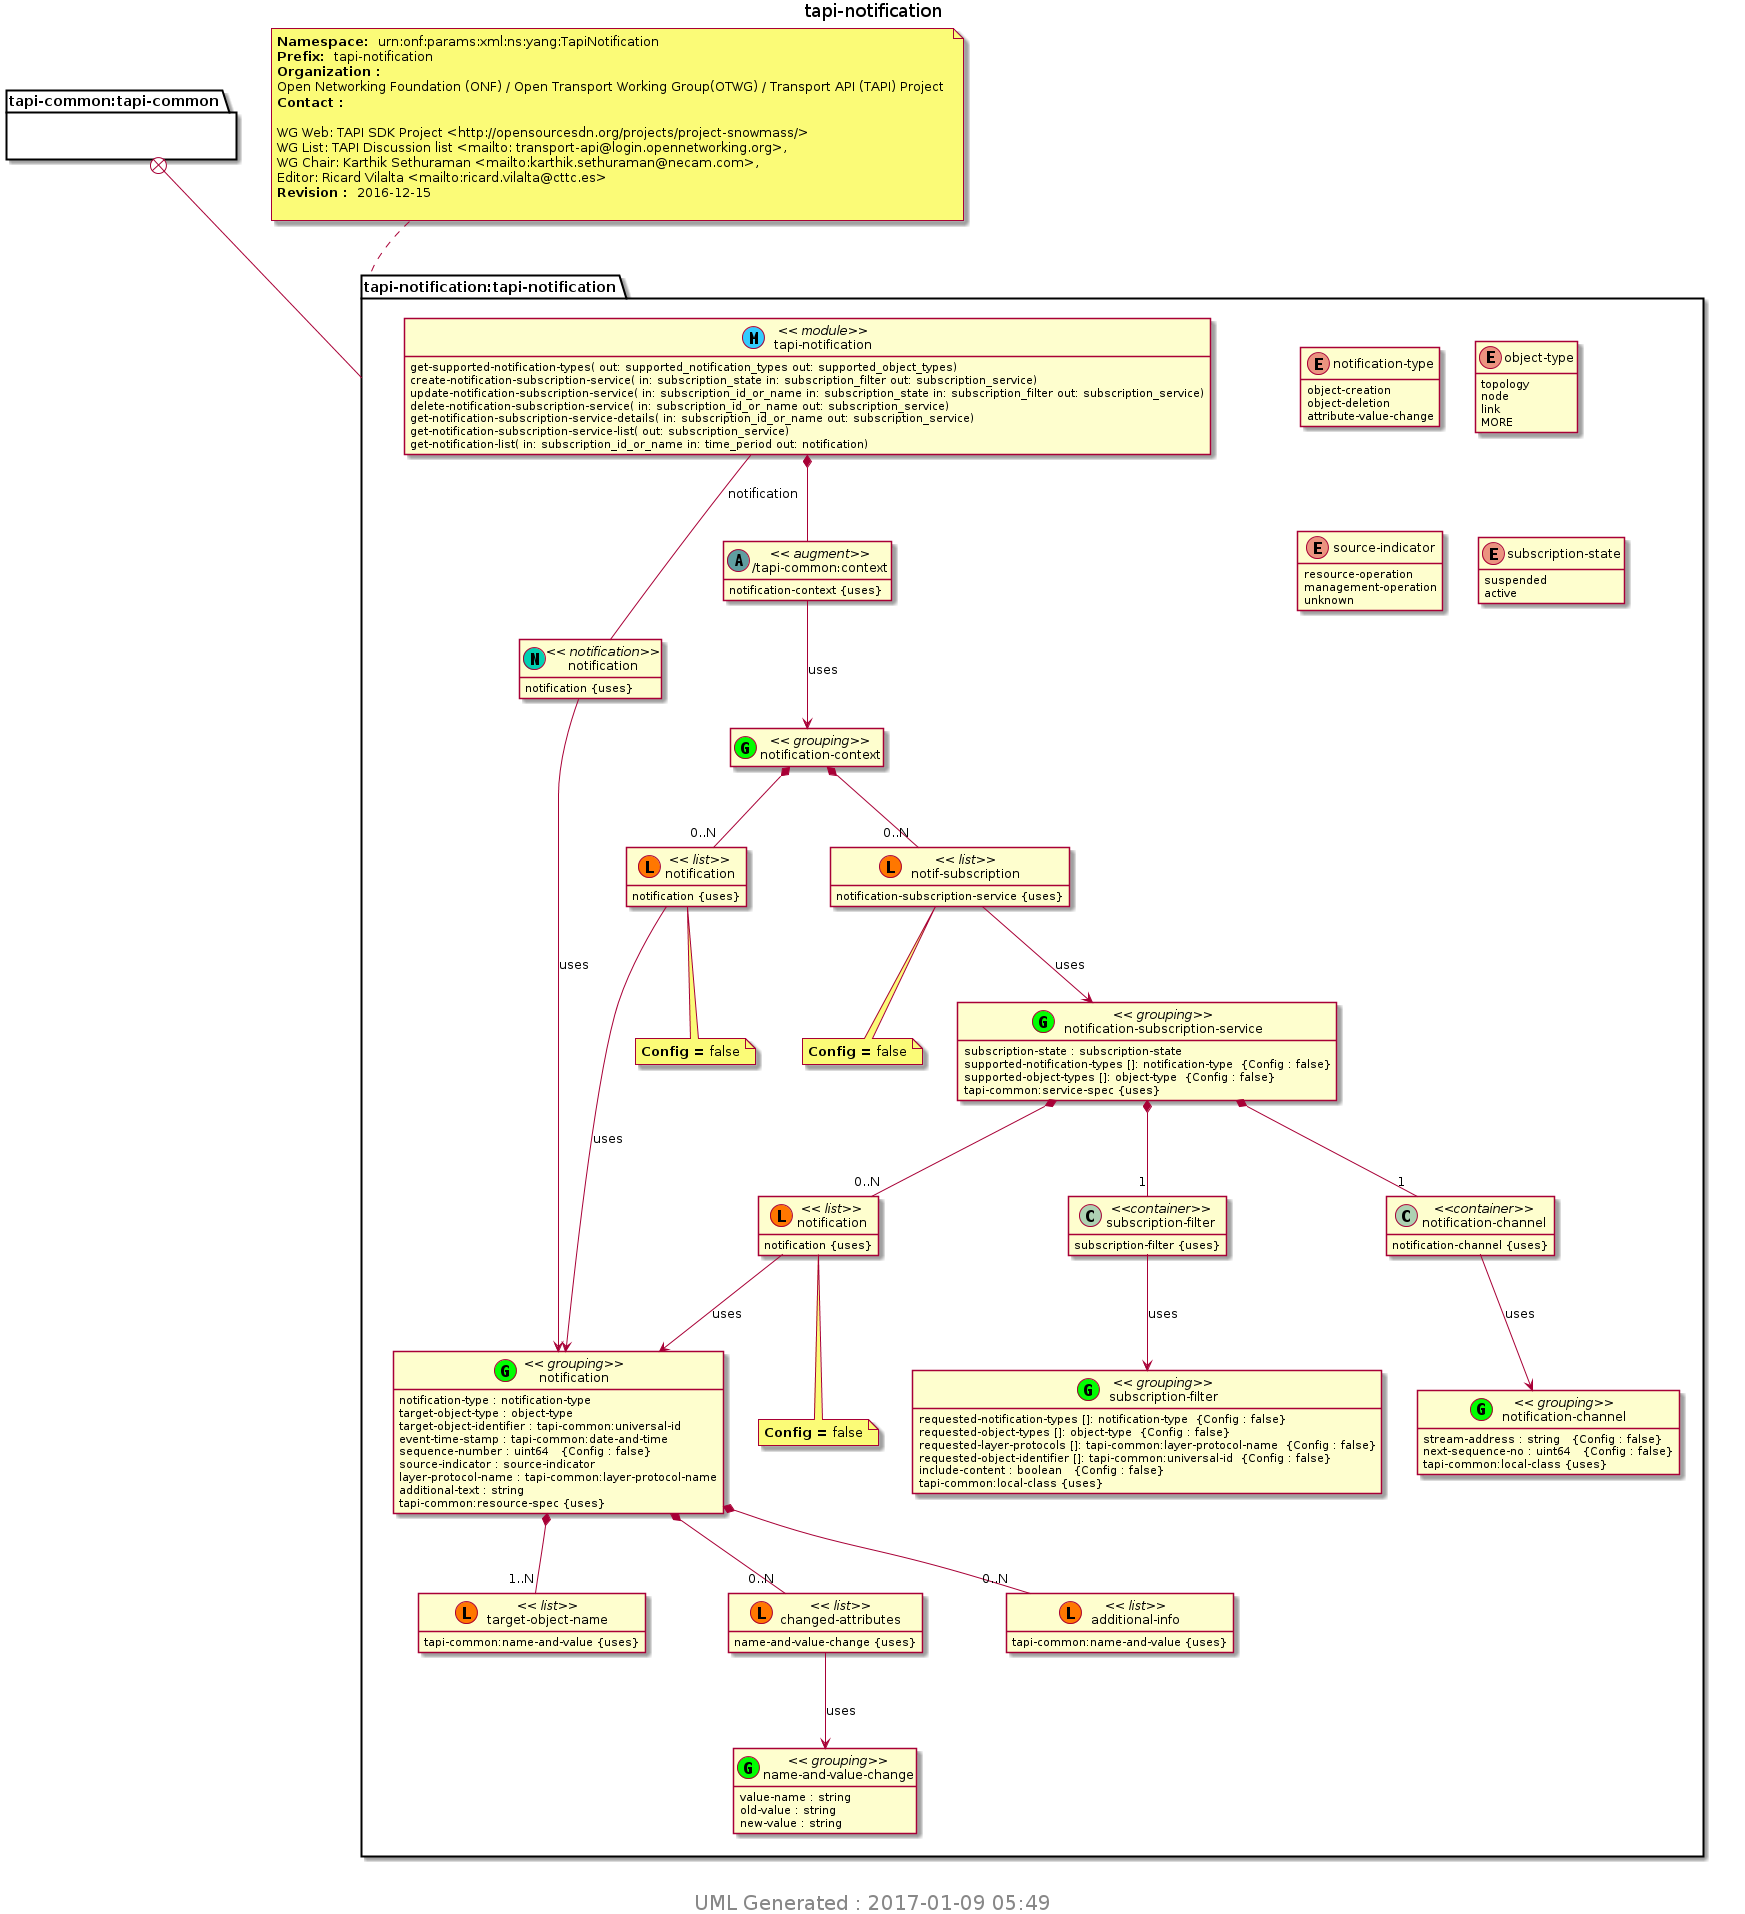 tapi-notification
Namespace: urn:onf:params:xml:ns:yang:TapiNotification
Prefix: tapi-notification
Organization :
Open Networking Foundation (ONF) / Open Transport Working Group(OTWG) / Transport API (TAPI) Project
Contact :
WG Web: TAPI SDK Project <http://opensourcesdn.org/projects/project-snowmass/>
WG List: TAPI Discussion list <mailto: transport-api@login.opennetworking.org>,
WG Chair: Karthik Sethuraman <mailto:karthik.sethuraman@necam.com>,
Editor: Ricard Vilalta <mailto:ricard.vilalta@cttc.es>
Revision : 2016-12-15
tapi-common:tapi-common
tapi-notification:tapi-notification
M
<< module>>
tapi-notification
get-supported-notification-types( out: supported_notification_types out: supported_object_types)
create-notification-subscription-service( in: subscription_state in: subscription_filter out: subscription_service)
update-notification-subscription-service( in: subscription_id_or_name in: subscription_state in: subscription_filter out: subscription_service)
delete-notification-subscription-service( in: subscription_id_or_name out: subscription_service)
get-notification-subscription-service-details( in: subscription_id_or_name out: subscription_service)
get-notification-subscription-service-list( out: subscription_service)
get-notification-list( in: subscription_id_or_name in: time_period out: notification)
E notification-type
object-creation
object-deletion
attribute-value-change
E object-type
topology
node
link
MORE
notification
A
<< augment>>
/tapi-common:context
notification-context {uses}
E source-indicator
resource-operation
management-operation
unknown
E subscription-state
suspended
active
N
<< notification>>
notification
notification {uses}
uses
G
<< grouping>>
notification-context
0..N
0..N
L
<< list>>
notification
notification {uses}
L
<< list>>
notif-subscription
notification-subscription-service {uses}
uses
uses
Config = false
Config = false
G
<< grouping>>
notification-subscription-service
subscription-state : subscription-state
supported-notification-types []: notification-type {Config : false}
supported-object-types []: object-type {Config : false}
tapi-common:service-spec {uses}
uses
0..N
1
1
L
<< list>>
notification
notification {uses}
C
<<container>>
subscription-filter
subscription-filter {uses}
C
<<container>>
notification-channel
notification-channel {uses}
uses
uses
uses
G
<< grouping>>
notification
notification-type : notification-type
target-object-type : object-type
target-object-identifier : tapi-common:universal-id
event-time-stamp : tapi-common:date-and-time
sequence-number : uint64 {Config : false}
source-indicator : source-indicator
layer-protocol-name : tapi-common:layer-protocol-name
additional-text : string
tapi-common:resource-spec {uses}
Config = false
G
<< grouping>>
subscription-filter
requested-notification-types []: notification-type {Config : false}
requested-object-types []: object-type {Config : false}
requested-layer-protocols []: tapi-common:layer-protocol-name {Config : false}
requested-object-identifier []: tapi-common:universal-id {Config : false}
include-content : boolean {Config : false}
tapi-common:local-class {uses}
G
<< grouping>>
notification-channel
stream-address : string {Config : false}
next-sequence-no : uint64 {Config : false}
tapi-common:local-class {uses}
1..N
0..N
0..N
L
<< list>>
target-object-name
tapi-common:name-and-value {uses}
L
<< list>>
changed-attributes
name-and-value-change {uses}
L
<< list>>
additional-info
tapi-common:name-and-value {uses}
uses
G
<< grouping>>
name-and-value-change
value-name : string
old-value : string
new-value : string
UML Generated : 2017-01-09 05:49